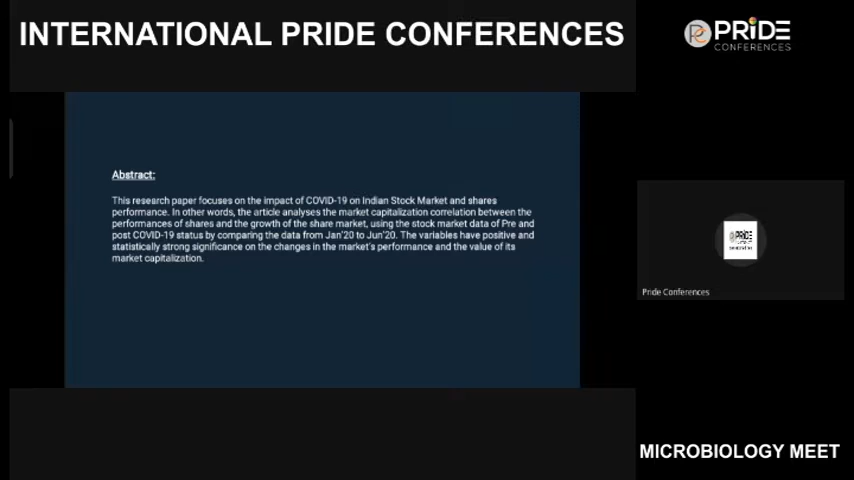 INTERNATIONAL PRIDE CONFERENCES
PRIDE
CONFERENCES
Abstract:
This research paper focuses on the impact of COVID-19 on Indian Stock Market and shares
performance. In other words, the article analyses the market capitalization correlation between the
performances of shares and the growth of the share market, using the stock market data of Pre and
post COVID-19 status by comparing the data from Jan'20 to Jun'20. The variables have positive and
statistically strong significance on the changes in the market's performance and the value of its
market capitalization.
PRIDE
Pride Conferences
MICROBIOLOGY MEET